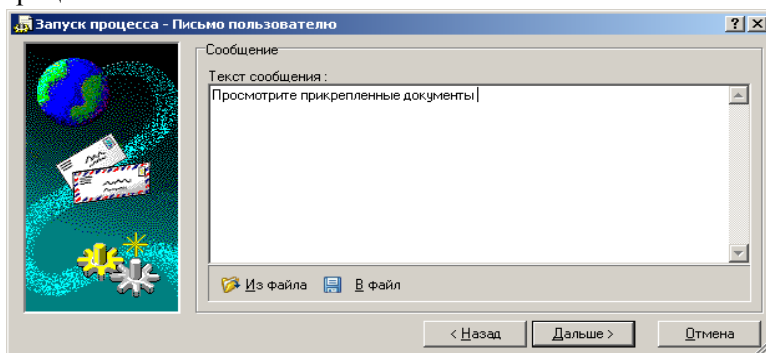 Запуск процесса - Письмо пользователю
Сообщение
Текст сообщения :
Просмотрите прикрепленные документы
Из файла В файл
< Назад Дальше > Отмена